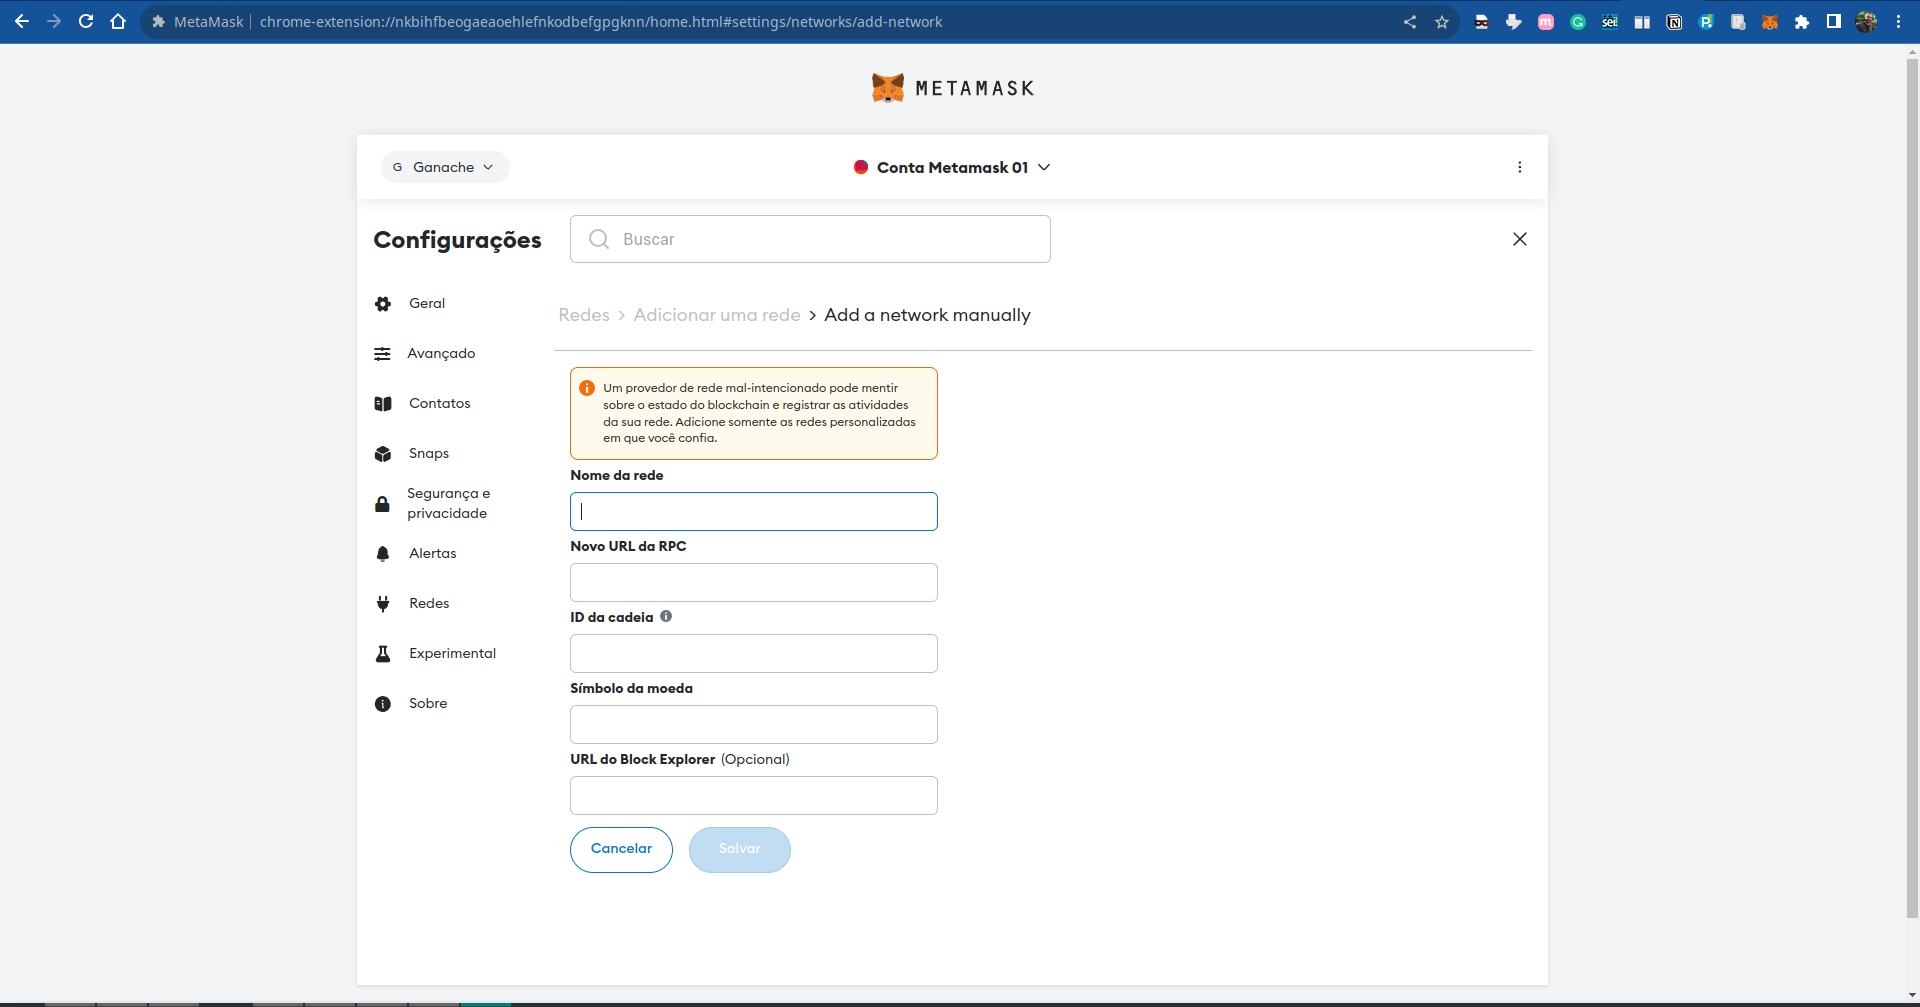 MetaMask
chrome-extension://nkbihfbeogaeaoehlefnkodbefgpgknn/home.html#settings/networks/add-network
METAMASK
G Ganache
Conta Metamask 01
Configurações
Buscar
Geral
Avançado
Contatos
Snaps
Segurança e
privacidade
Alertas
Redes
Experimental
Sobre
Redes > Adicionar uma rede > Add a network manually
Um provedor de rede mal-intencionado pode mentir
sobre o estado do blockchain e registrar as atividades
da sua rede. Adicione somente as redes personalizadas
em que você confia.
Nome da rede
Novo URL da RPC
ID da cadeia
Símbolo da moeda
URL do Block Explorer (Opcional)
Cancelar
Salvar